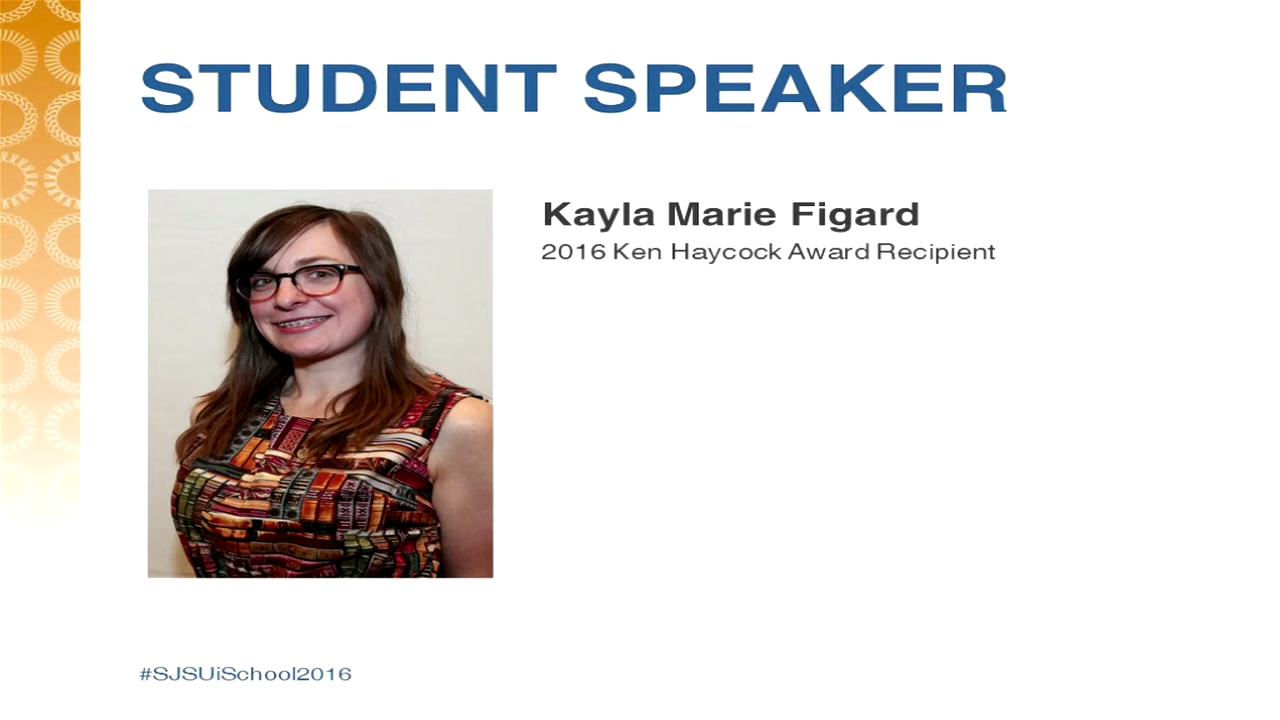 STUDENT SPEAKER
Kayla Marie Figard
2016 Ken Haycock Award Recipient
#SJSUiSchool2016